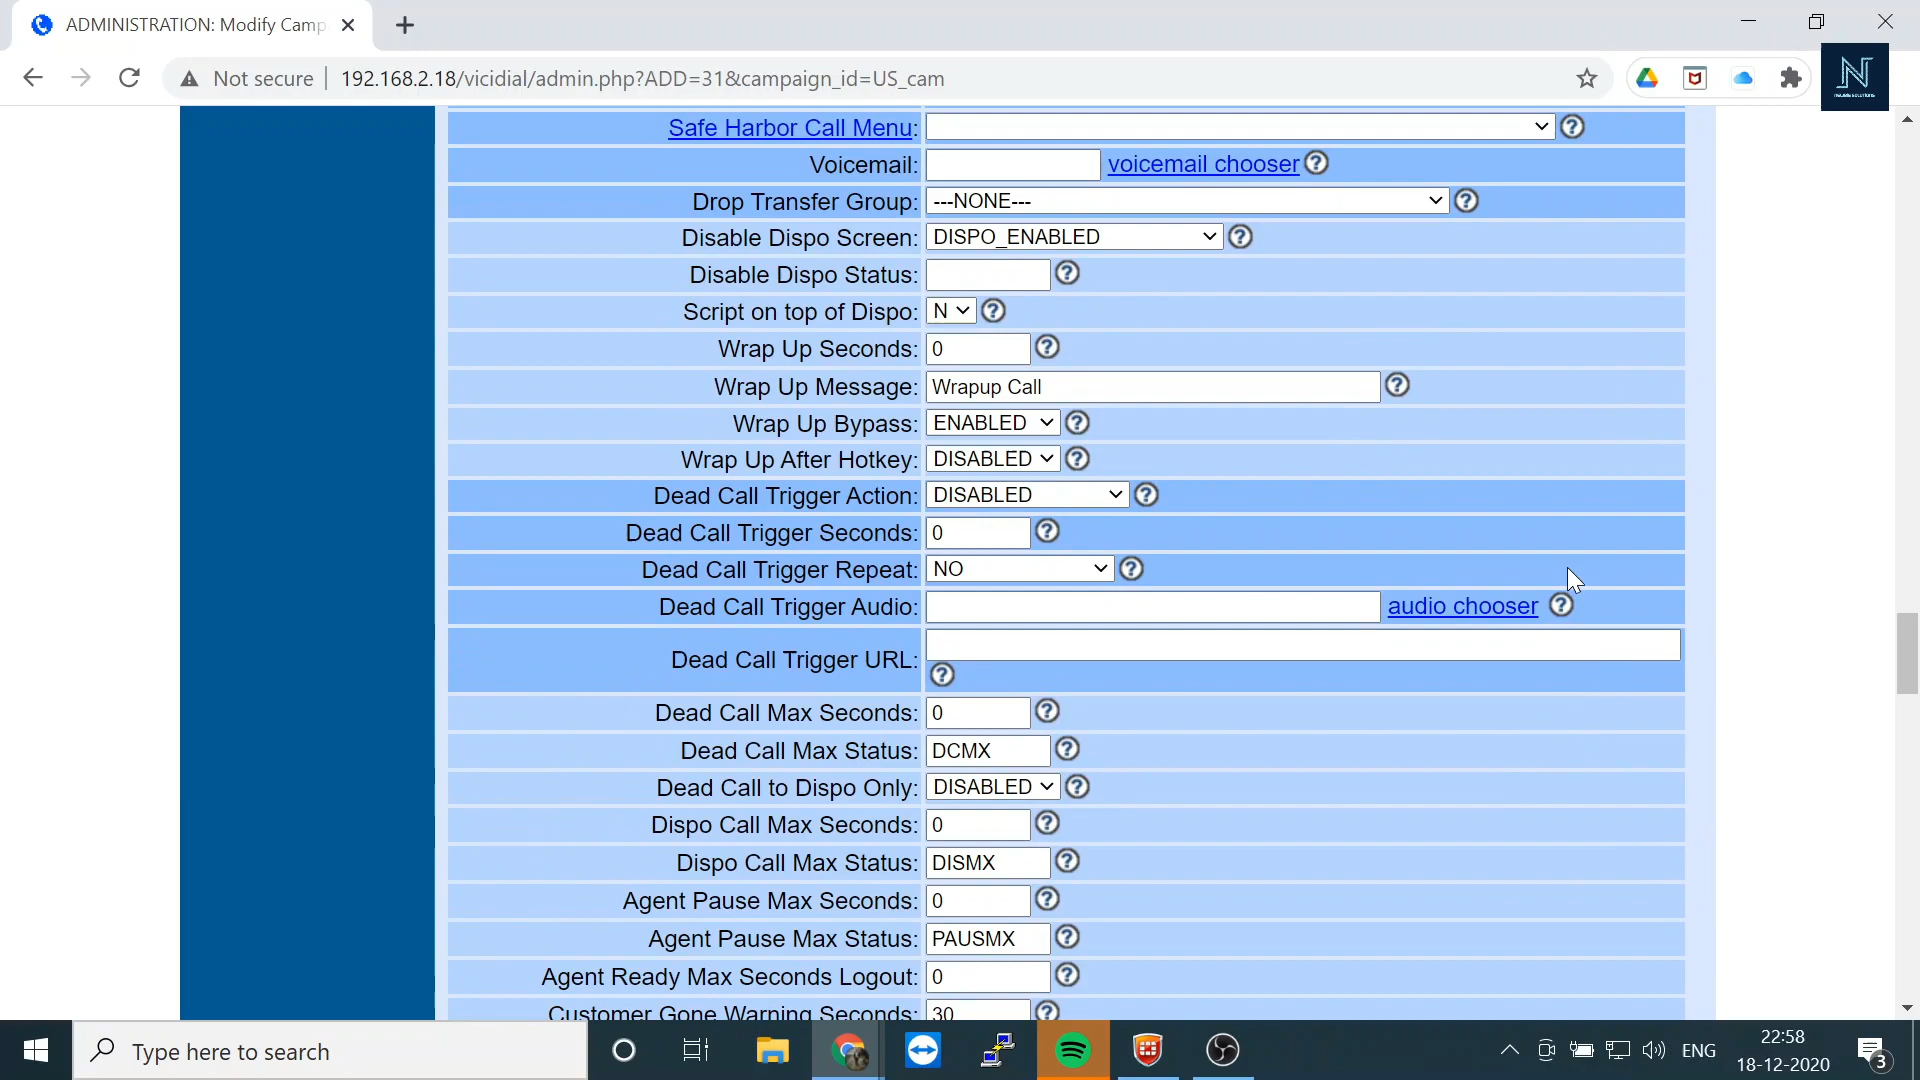 ADMINISTRATION: Modify Camp
Not secure
192.168.2.18/vicidial/admin.php?ADD=31&campaign_id=US_cam
N
Safe Harbor Call Menu:
Voicemail: voicemail chooser ?
Drop Transfer Group: ---NONE---
Disable Dispo Screen: DISPO_ENABLED
Disable Dispo Status:
Script on top of Dispo: N
Wrap Up Seconds: 0
Wrap Up Message: Wrapup Call
Wrap Up Bypass: ENABLED
Wrap Up After Hotkey: DISABLED
Dead Call Trigger Action: DISABLED
Dead Call Trigger Seconds: 0
Dead Call Trigger Repeat: NO
Dead Call Trigger Audio: audio chooser
Dead Call Trigger URL:
Dead Call Max Seconds: 0
Dead Call Max Status: DCMX
Dead Call to Dispo Only: DISABLED
Dispo Call Max Seconds: 0
Dispo Call Max Status: DISMX
Agent Pause Max Seconds: 0
Agent Pause Max Status: PAUSMX
Agent Ready Max Seconds Logout: 0
Customer Gone Warning Seconds: 30
Type here to search
ENG
22:58
18-12-2020
3